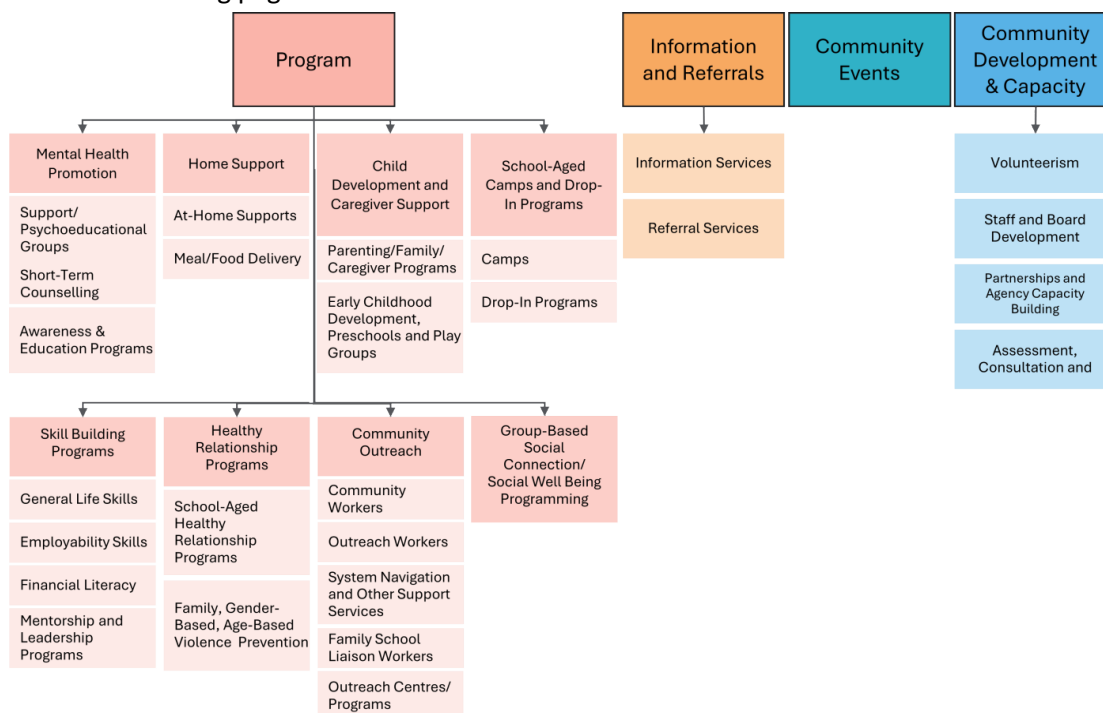 Program
Information
and Referrals
Community
Events
Community
Development
& Capacity
Mental Health
Promotion
Support/
Psychoeducational
Groups
Short-Term
Counselling
Awareness &
Education Programs
Home Support
At-Home Supports
Meal/Food Delivery
Child
Development and
Caregiver Support
Parenting/Family/
Caregiver Programs
Early Childhood
Development,
Preschools and Play
Groups
School-Aged
Camps and Drop-
In Programs
Camps
Drop-In Programs
Information Services
Referral Services
Volunteerism
Staff and Board
Development
Partnerships and
Agency Capacity
Building
Assessment,
Consultation and
Skill Building
Programs
General Life Skills
Employability Skills
Financial Literacy
Mentorship and
Leadership
Programs
Healthy
Relationship
Programs
School-Aged
Healthy
Relationship
Programs
Family, Gender-
Based, Age-Based
Violence Prevention
Community
Outreach
Community
Workers
Outreach Workers
System Navigation
and Other Support
Services
Family School
Liaison Workers
Outreach Centres/
Programs
Group-Based
Social
Connection/
Social Well Being
Programming